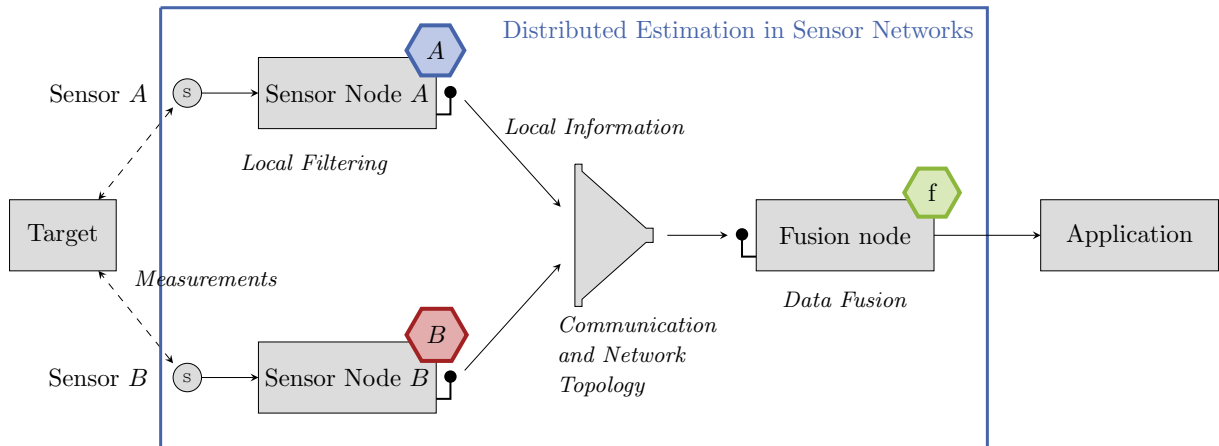 Distributed Estimation in Sensor Networks
A
Sensor A
s
Sensor Node A
Local Information
Local Filtering
f
Target
Fusion node
Application
Measurements
Data Fusion
B
Communication
and Network
Topology
Sensor B
s
Sensor Node B